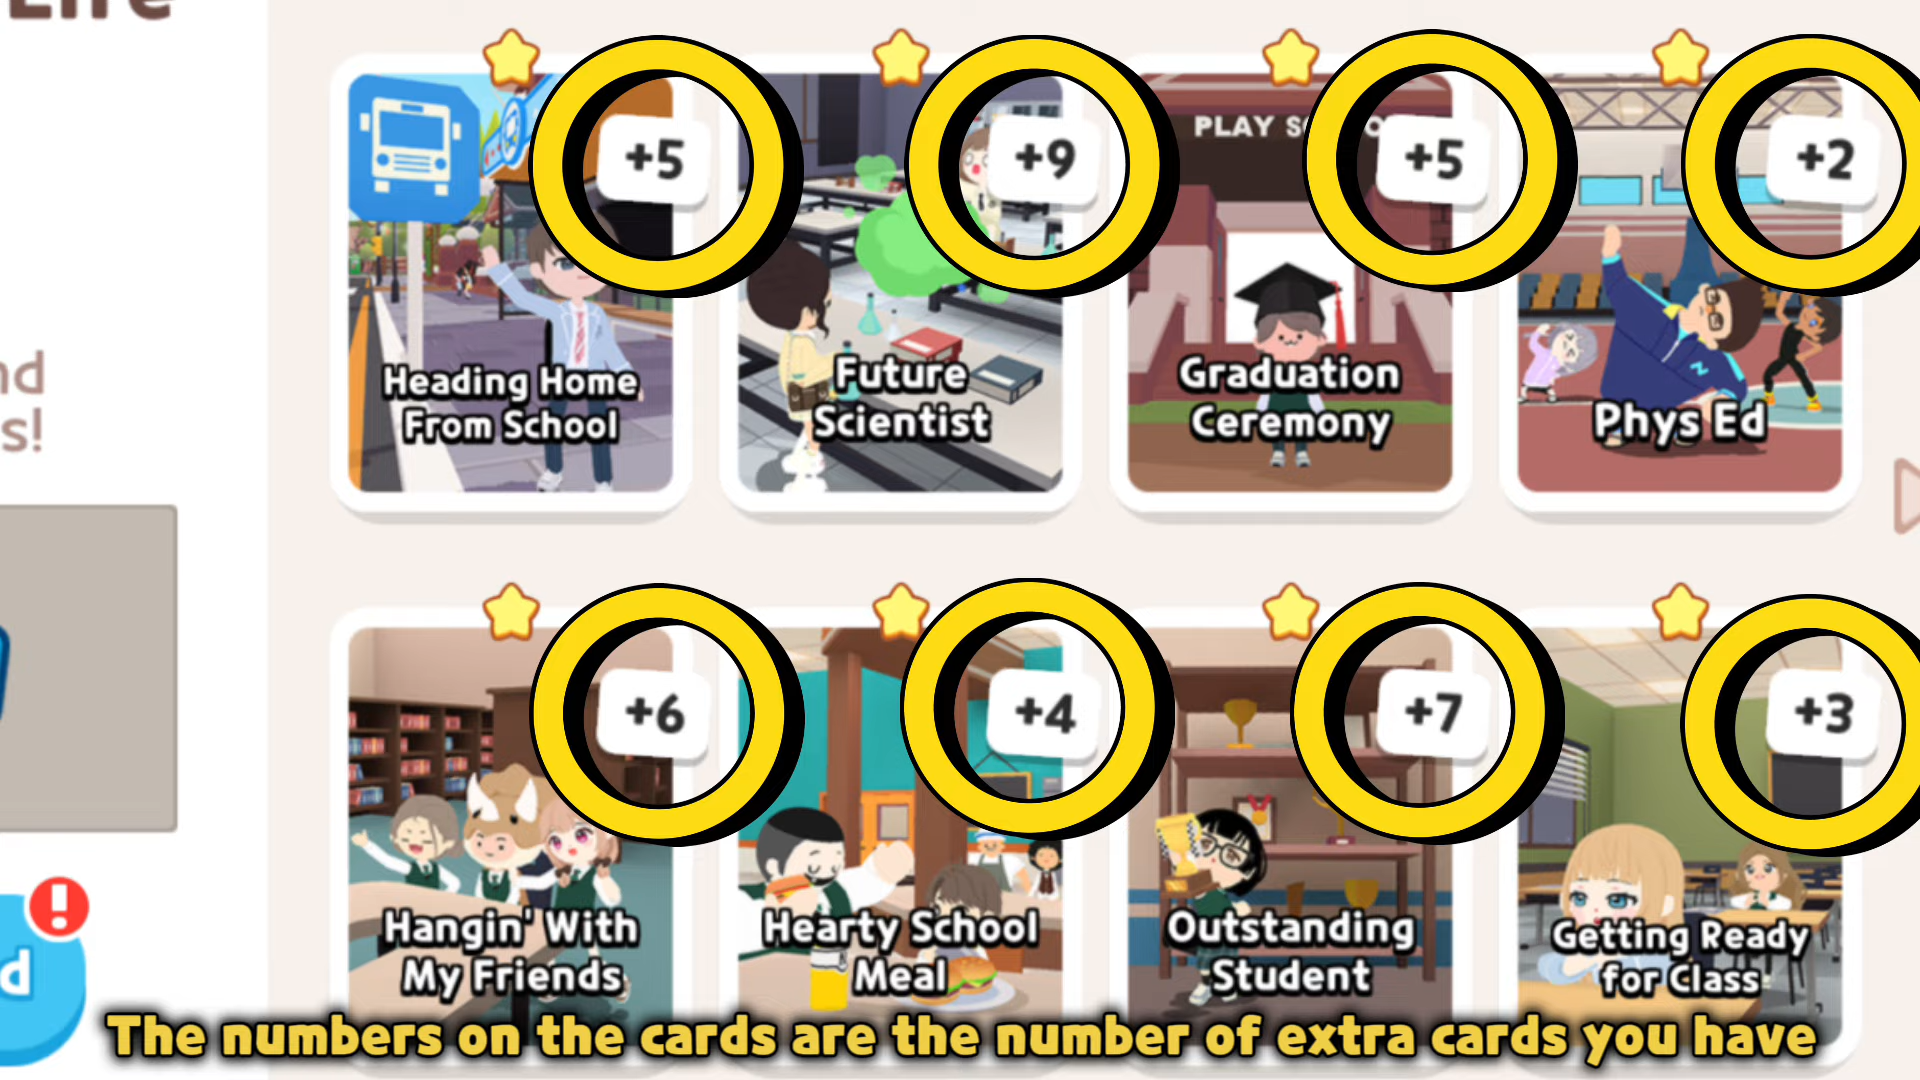 +5
+9
+5
+2
PLAY
Heading Home
From School
Future
Scientist
Graduation
Ceremony
Phys Ed
+6
+4
+7
+3
s!
Hangin' With
My Friends
Hearty School
Meal
Outstanding
Student
Getting Ready
for Class
The numbers on the cards are the number of extra cards you have